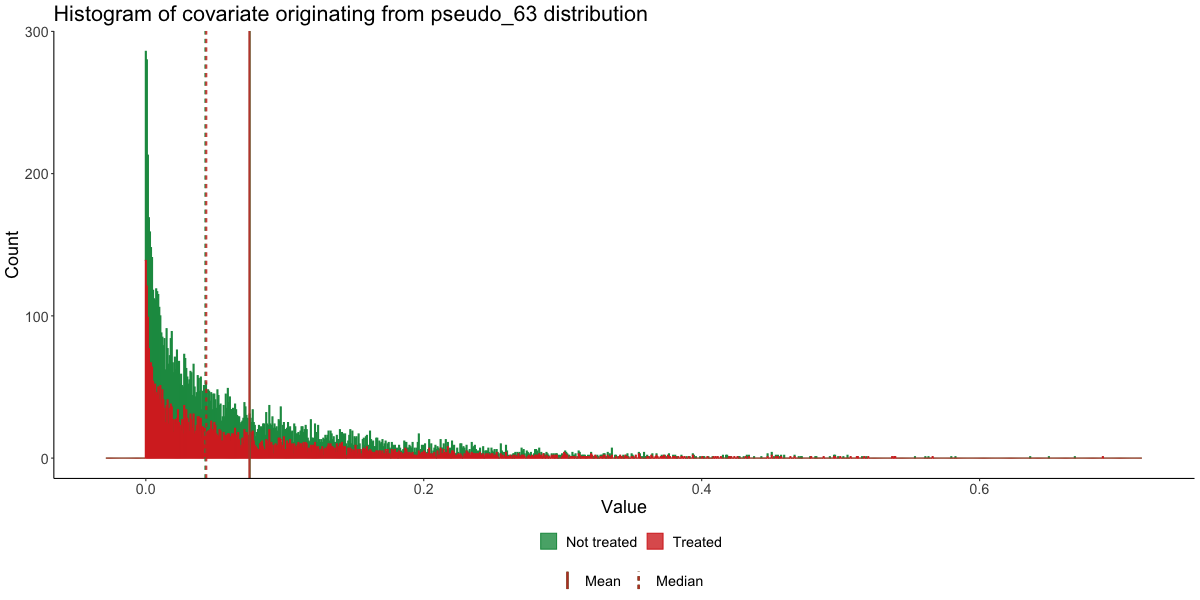 Histogram of covariate originating from pseudo_63 distribution
300
200
100
0
Count
0.0 0.2 0.4 0.6
Value
Not treated Treated
Mean Median